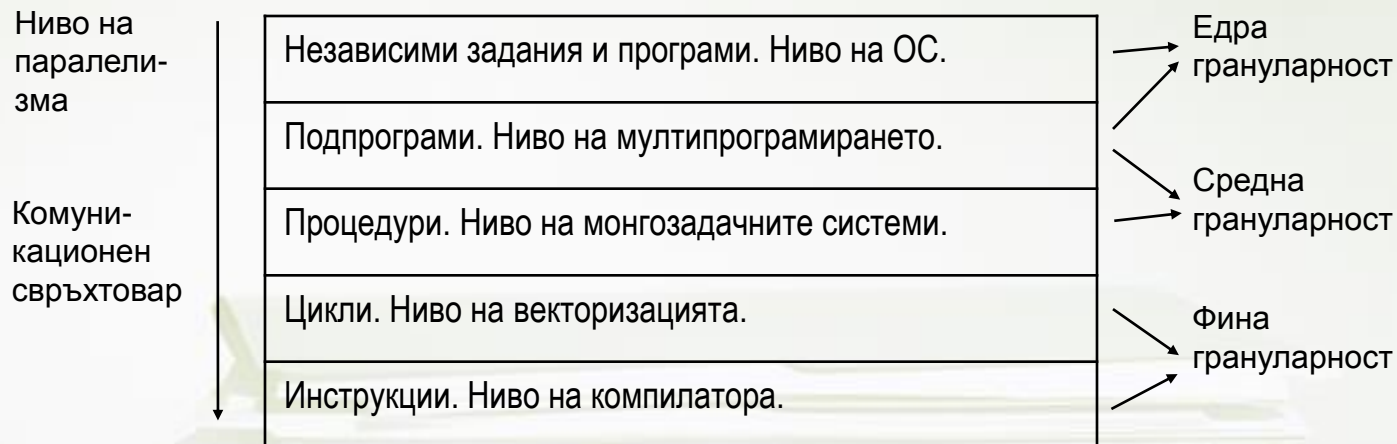 Ниво на
паралели-
зма
Комуни-
кационен
свръхтовар
Независими задания и програми. Ниво на ОС.
Подпрограми. Ниво на мултипрограмирането.
Процедури. Ниво на монгозадачните системи.
Цикли. Ниво на векторизацията.
Инструкции. Ниво на компилатора.
Едра
грануларност
Средна
грануларност
Фина
грануларност